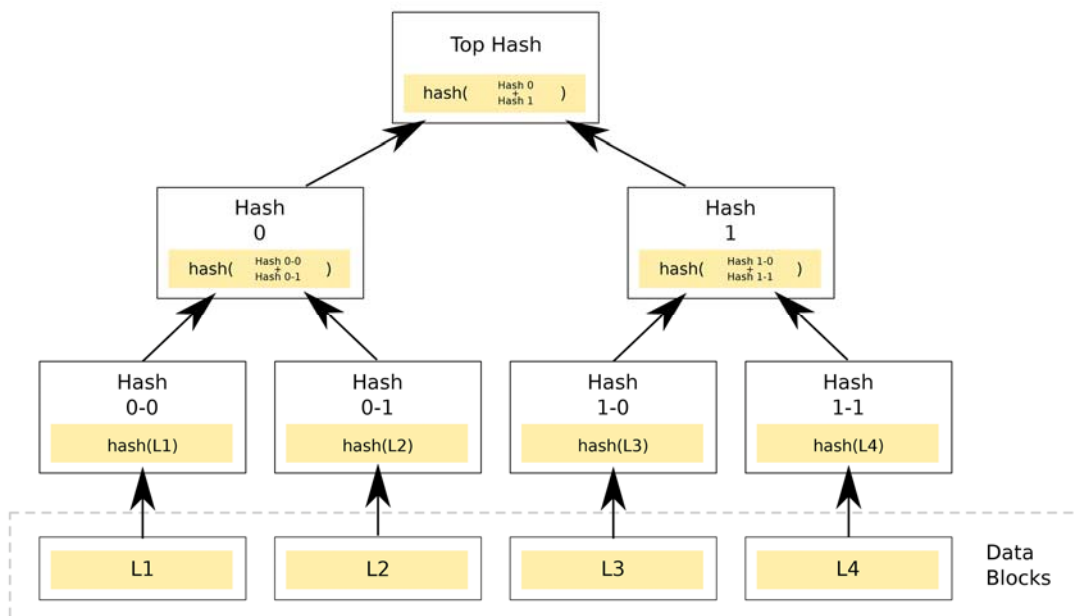 Top Hash
hash( Hash 0 + Hash 1 )
Hash
0
hash( Hash 0-0 + Hash 0-1 )
Hash
1
hash( Hash 1-0 + Hash 1-1 )
Hash
0-0
hash(L1)
Hash
0-1
hash(L2)
Hash
1-0
hash(L3)
Hash
1-1
hash(L4)
L1
L2
L3
L4
Data
Blocks